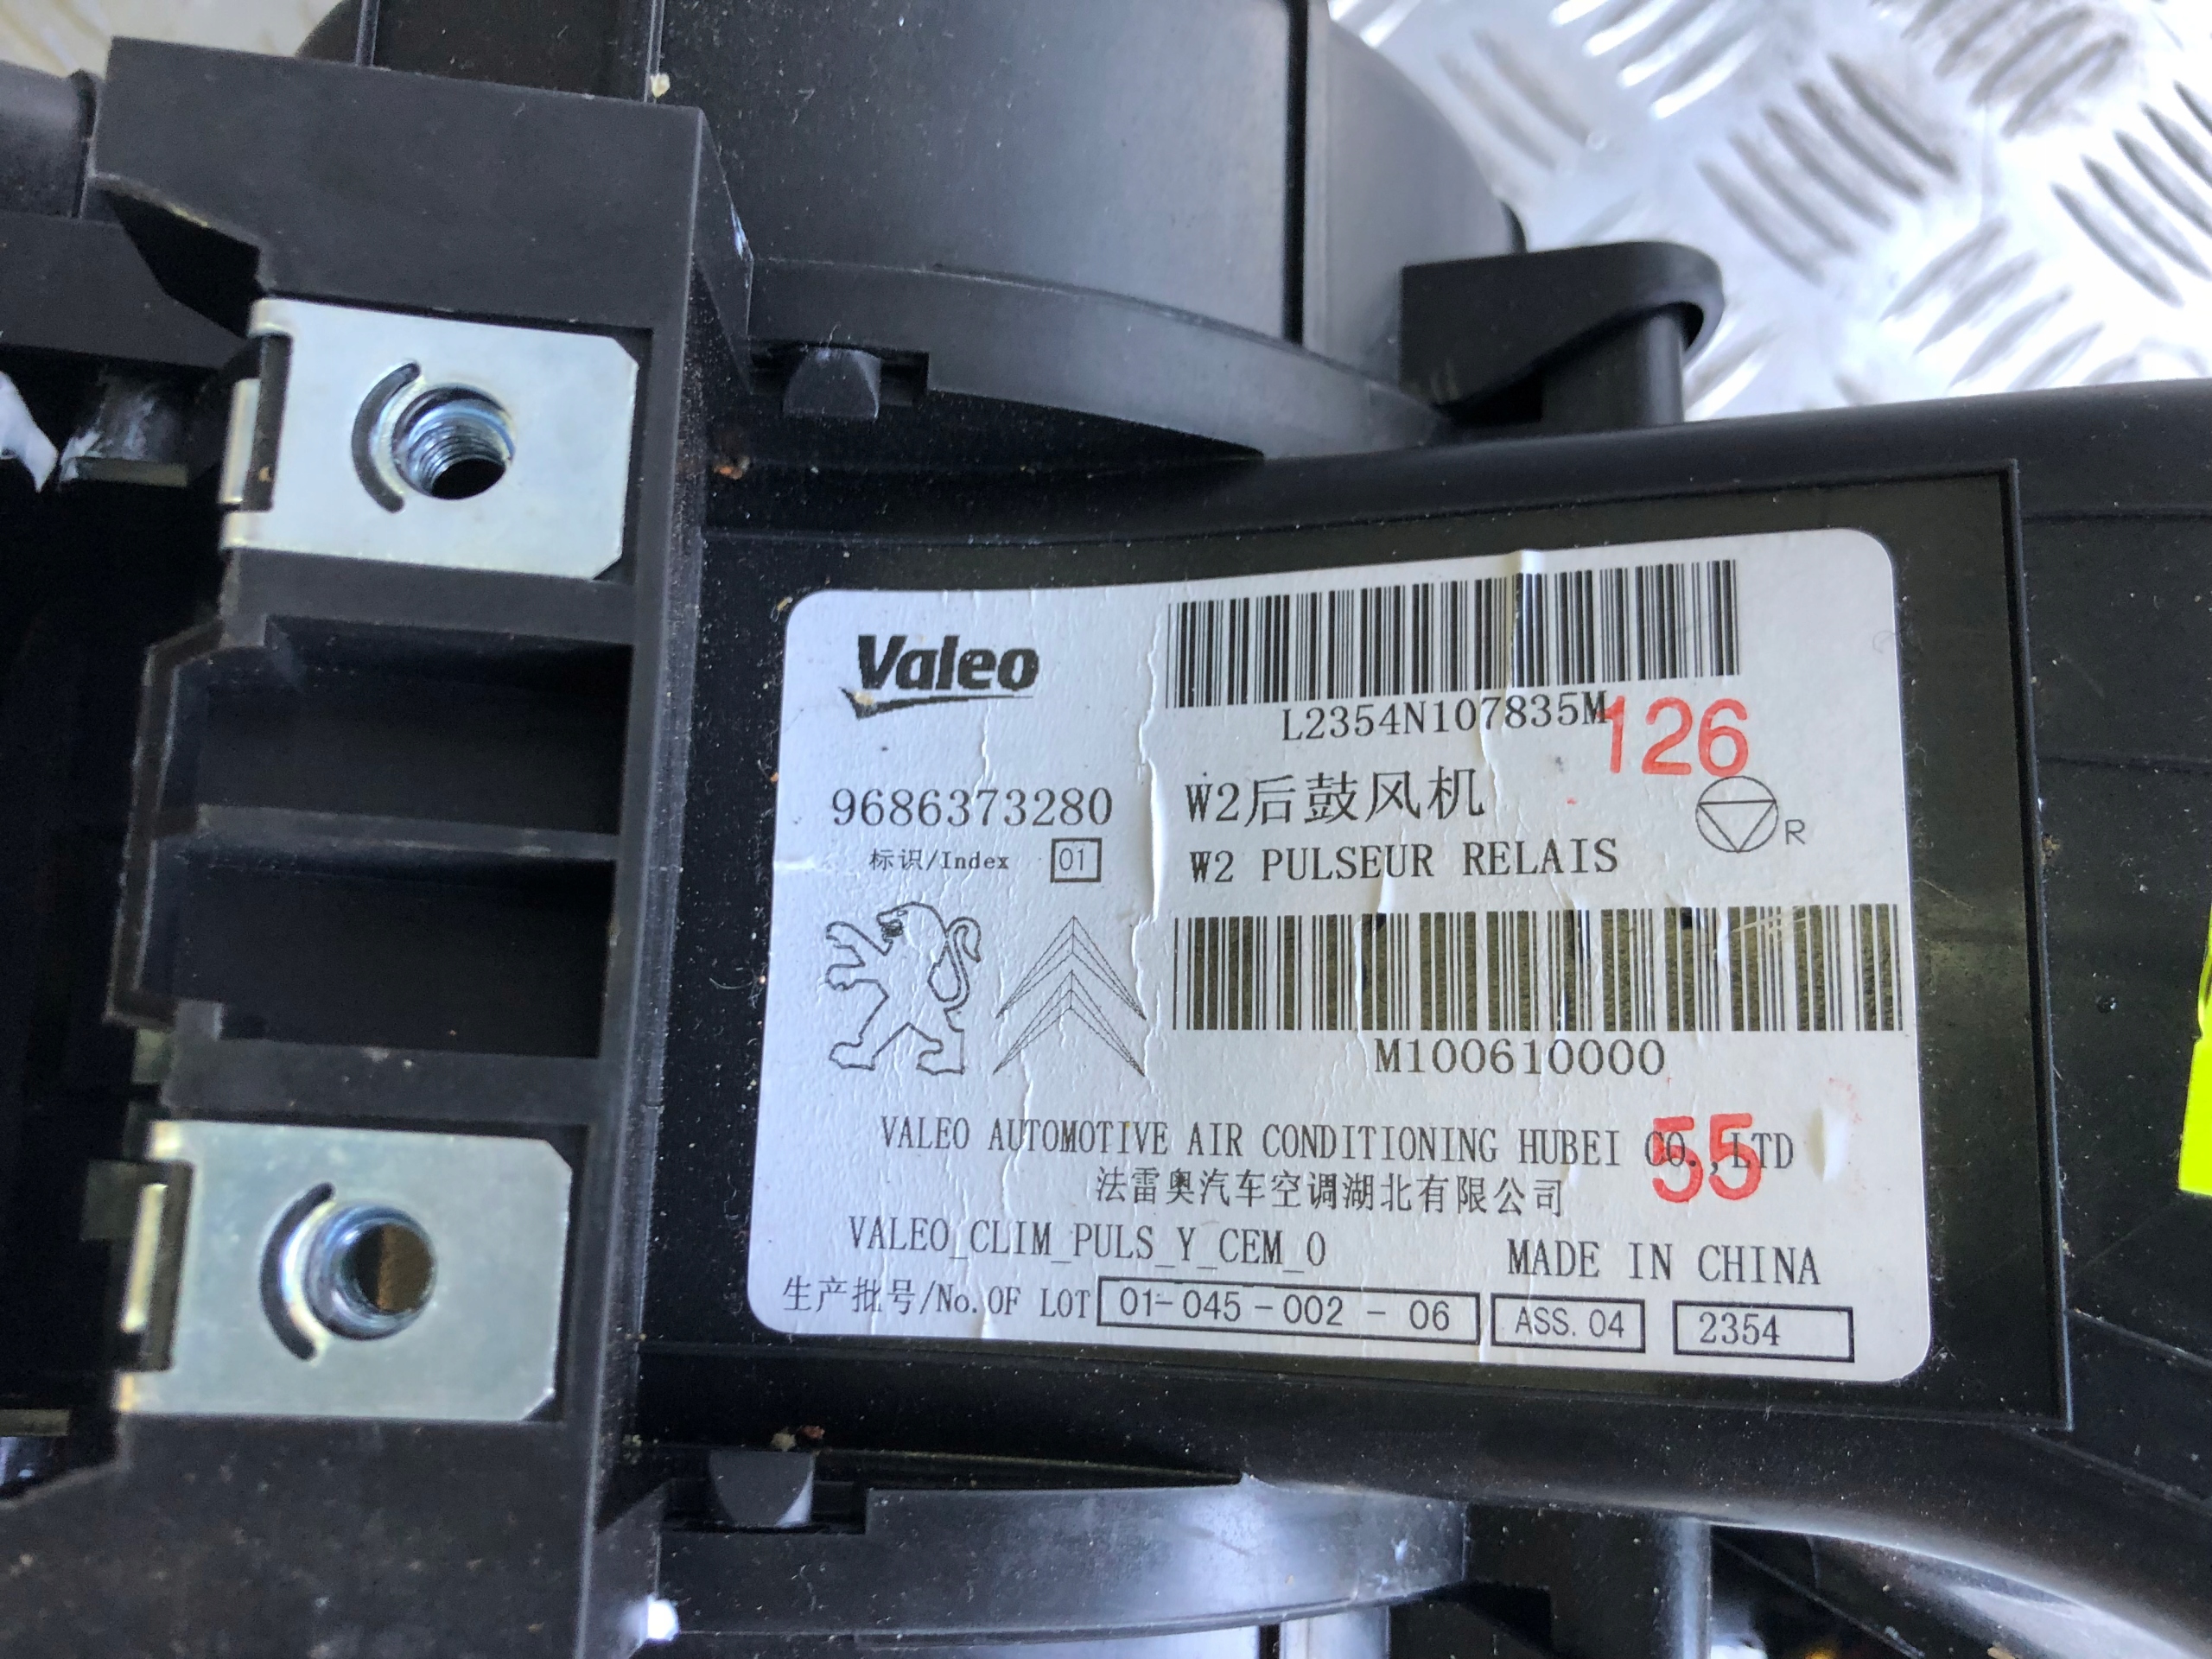 Valeo
L2354N107835M
126
9686373280
W2后鼓风机
标识/Index 01
W2 PULSEUR RELAIS
R
M100610000
VALEO AUTOMOTIVE AIR CONDITIONING HUBEI CO.,LTD
55
法雷奥汽车空调湖北有限公司
VALEO_CLIM_PULS_Y_CEM_0
MADE IN CHINA
生产批号/No.OF LOT 01-045-002-06 ASS.04 2354